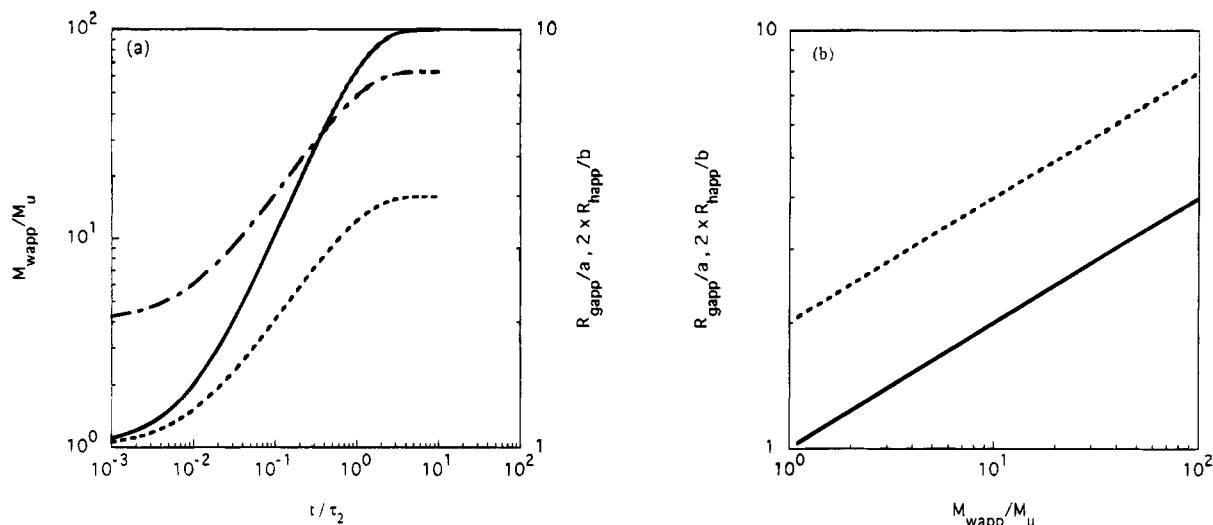 (a)
10²
10¹
10⁰
M_wapp/M_u
10⁻³
10⁻²
10⁻¹
10⁰
10¹
10²
t / τ₂
10
1
R_gapp/a , 2 x R_happ/b
(b)
10
1
R_gapp/a , 2 x R_happ/b
10⁰
10¹
10²
M_wapp/M_u